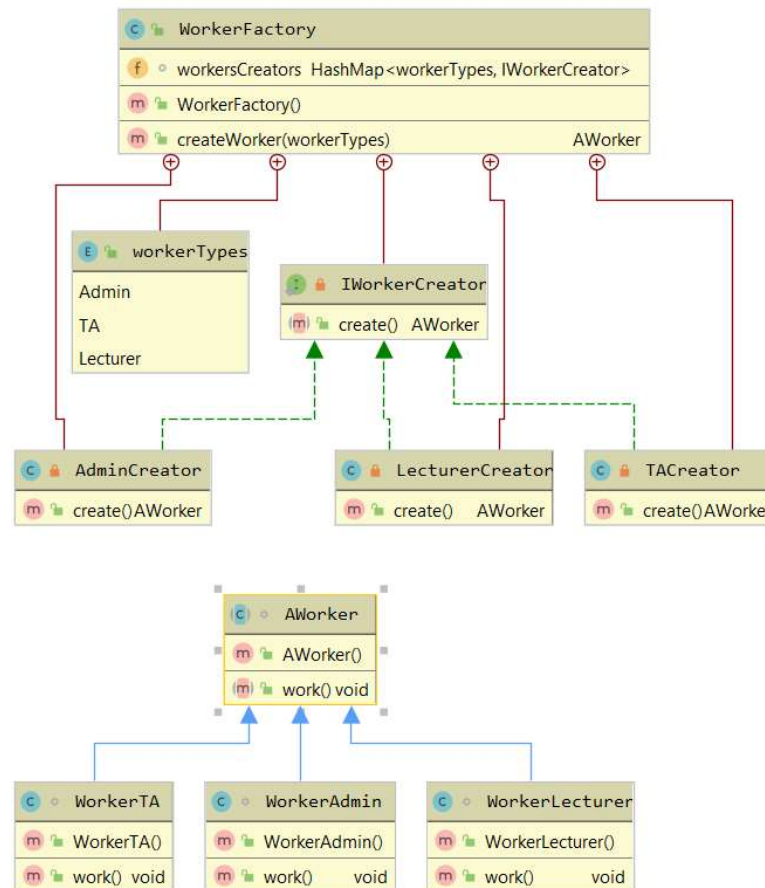 WorkerFactory
workersCreators HashMap<workerTypes, IWorkerCreator>
WorkerFactory()
createWorker(workerTypes) AWorker
workerTypes
Admin
TA
Lecturer
IWorkerCreator
create() AWorker
AdminCreator
create()AWorker
LecturerCreator
create() AWorker
TACreator
create()AWorke
AWorker
AWorker()
work() void
WorkerTA
WorkerTA()
work() void
WorkerAdmin
WorkerAdmin()
work() void
WorkerLecturer
WorkerLecturer()
work() void